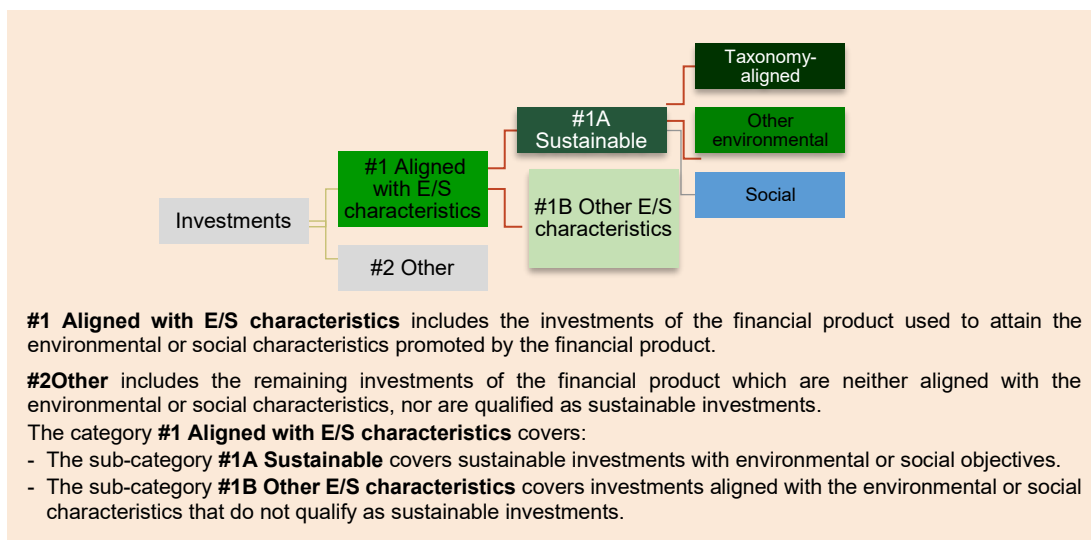 Taxonomy-
aligned
#1A
Sustainable
Other
environmental
#1 Aligned
with E/S
characteristics
Social
#1B Other E/S
characteristics
Investments
#2 Other
#1 Aligned with E/S characteristics includes the investments of the financial product used to attain the
environmental or social characteristics promoted by the financial product.
#2Other includes the remaining investments of the financial product which are neither aligned with the
environmental or social characteristics, nor are qualified as sustainable investments.
The category #1 Aligned with E/S characteristics covers:
- The sub-category #1A Sustainable covers sustainable investments with environmental or social objectives.
- The sub-category #1B Other E/S characteristics covers investments aligned with the environmental or social
characteristics that do not qualify as sustainable investments.